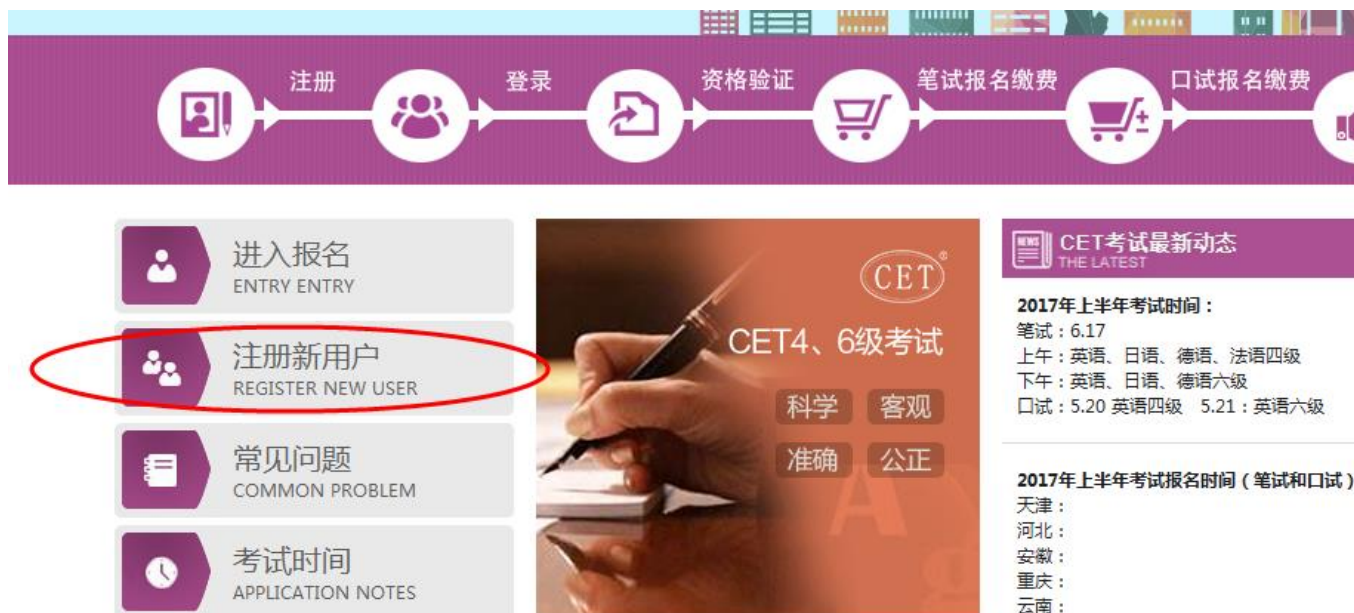 注册
登录
资格验证
笔试报名缴费
口试报名缴费
进入报名
ENTRY ENTRY
注册新用户
REGISTER NEW USER
常见问题
COMMON PROBLEM
考试时间
APPLICATION NOTES
CET®
CET4、6级考试
科学 客观
准确 公正
NEWS
CET考试最新动态
THE LATEST
2017年上半年考试时间：
笔试：6.17
上午：英语、日语、德语、法语四级
下午：英语、日语、德语六级
口试：5.20 英语四级 5.21：英语六级
2017年上半年考试报名时间（笔试和口试）
天津：
河北：
安徽：
重庆：
云南：